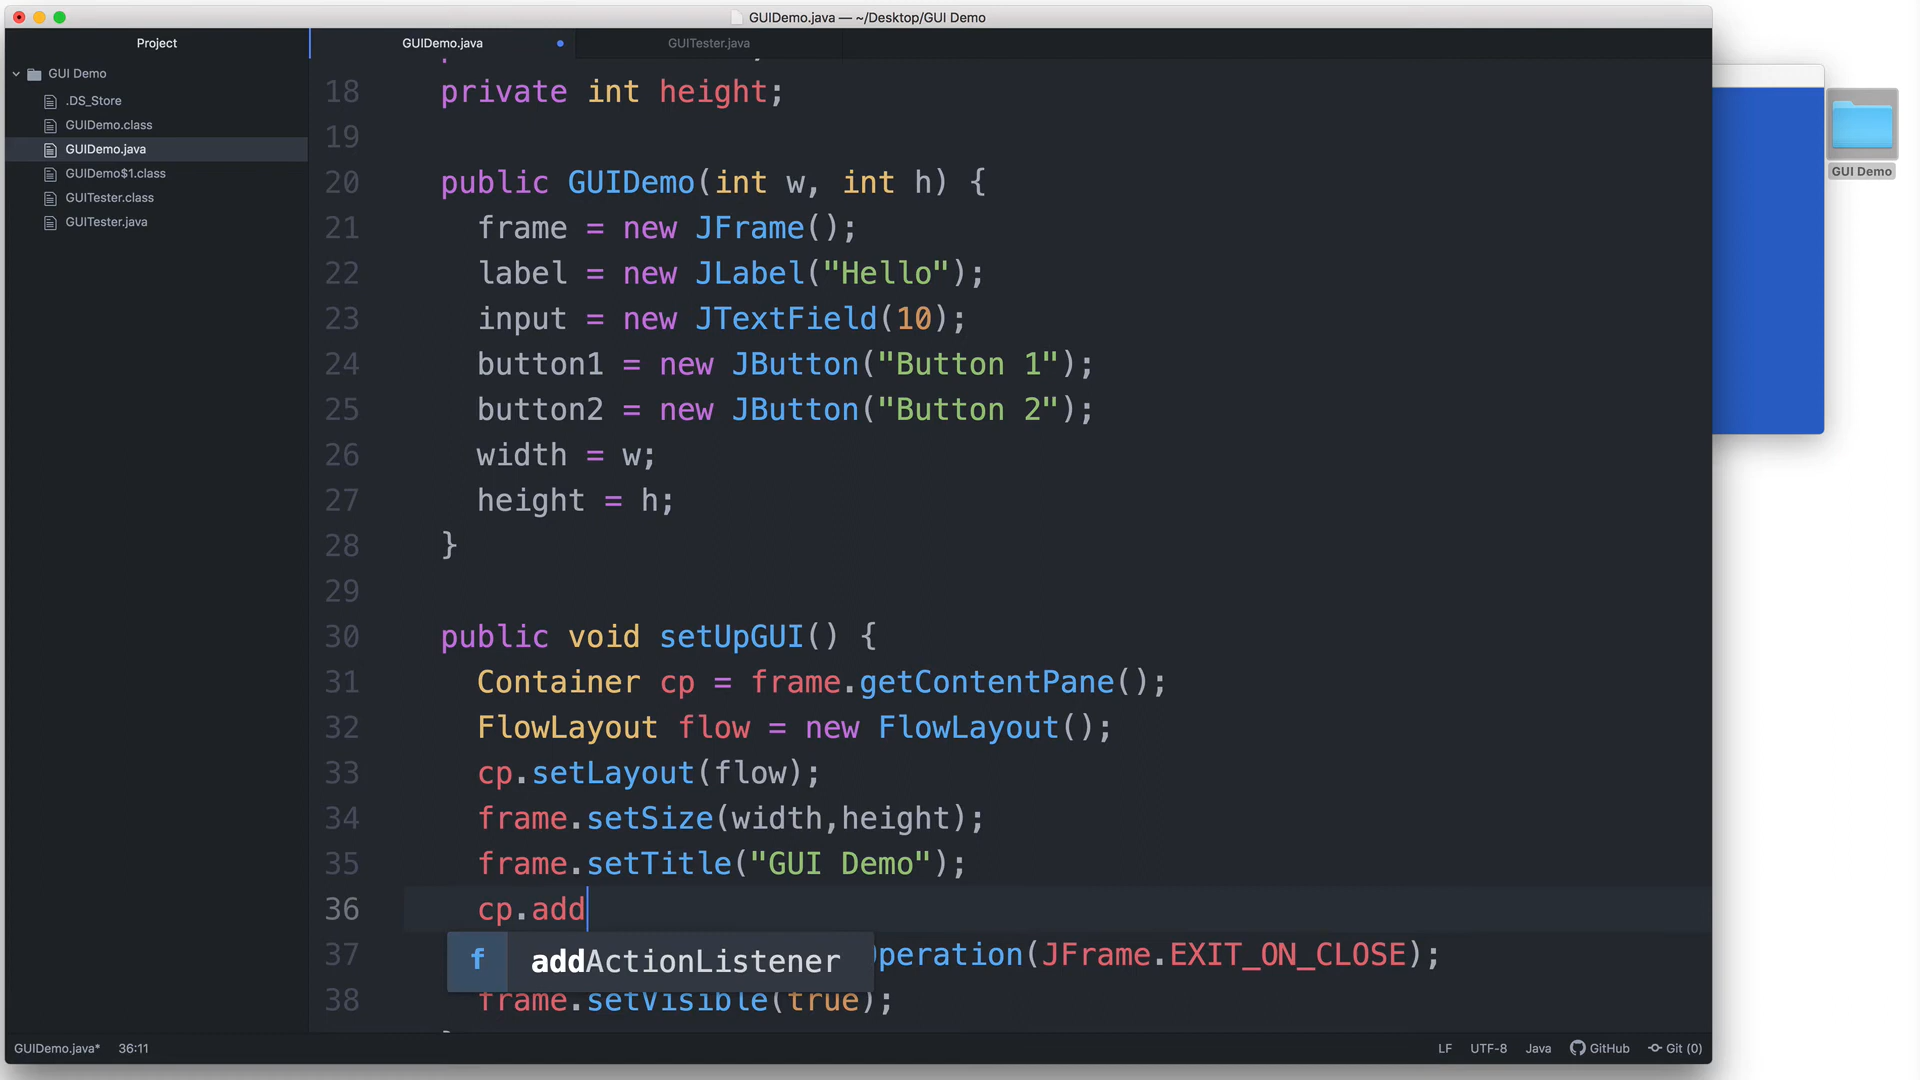 GUIDemo.java — ~/Desktop/GUI Demo
Project
GUIDemo.java
GUITester.java
GUI Demo
.DS_Store
GUIDemo.class
GUIDemo.java
GUIDemo$1.class
GUITester.class
GUITester.java
18 private int height;
19
20 public GUIDemo(int w, int h) {
21 frame = new JFrame();
22 label = new JLabel("Hello");
23 input = new JTextField(10);
24 button1 = new JButton("Button 1");
25 button2 = new JButton("Button 2");
26 width = w;
27 height = h;
28 }
29
30 public void setUpGUI() {
31 Container cp = frame.getContentPane();
32 FlowLayout flow = new FlowLayout();
33 cp.setLayout(flow);
34 frame.setSize(width,height);
35 frame.setTitle("GUI Demo");
36 cp.add
37 peration(JFrame.EXIT_ON_CLOSE);
f addActionListener
38 frame.setVisible(true);
GUIDemo.java* 36:11
LF UTF-8 Java GitHub Git (0)
GUI Demo